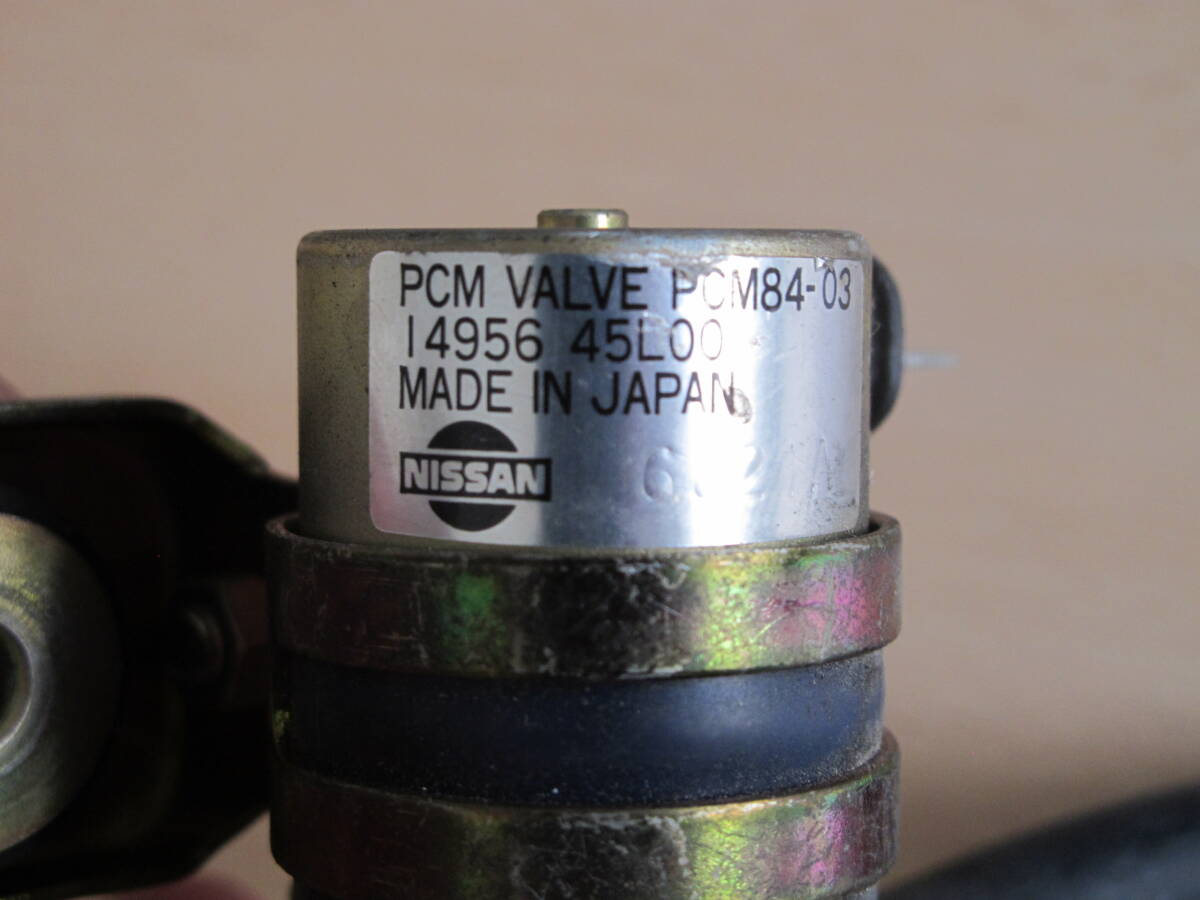 PCM VALVE PCM84-03
14956 45L00
MADE IN JAPAN
NISSAN